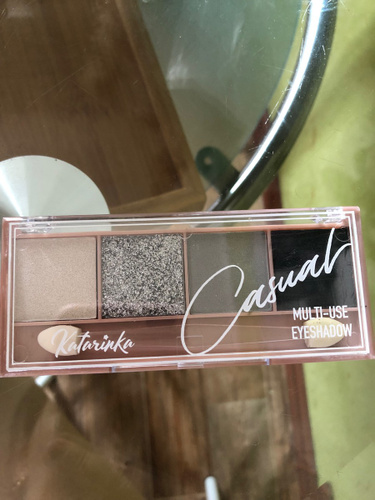 Casual
MULTI-USE
EYESHADOW
Katarinka